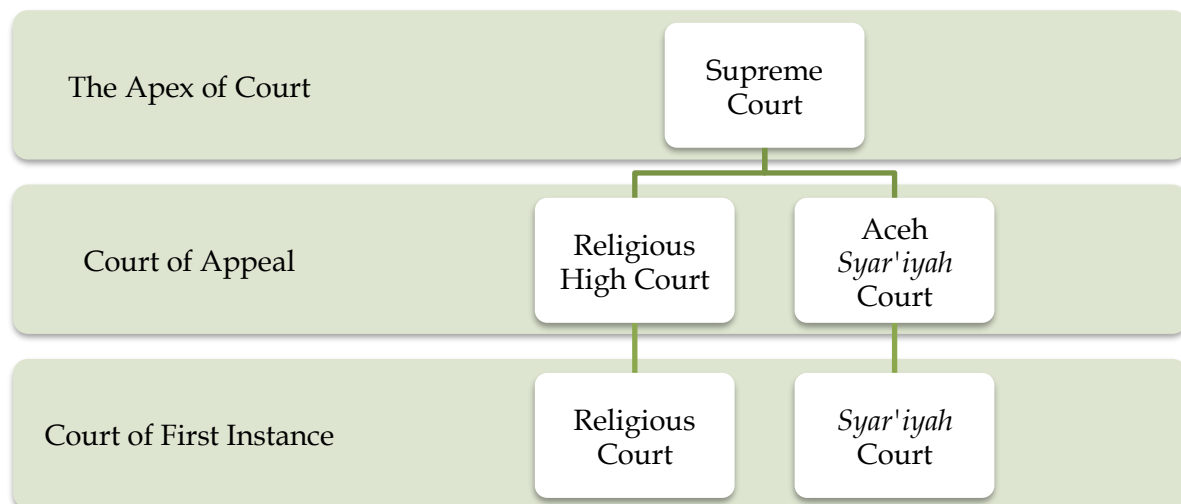 The Apex of Court
Supreme
Court
Court of Appeal
Religious
High Court
Aceh
Syar'iyah
Court
Court of First Instance
Religious
Court
Syar'iyah
Court